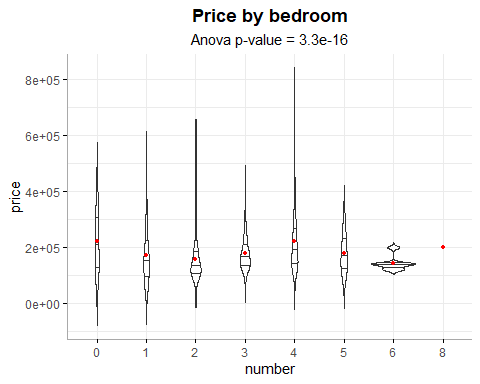 Price by bedroom
Anova p-value = 3.3e-16
price
8e+05
6e+05
4e+05
2e+05
0e+00
0 1 2 3 4 5 6 8
number